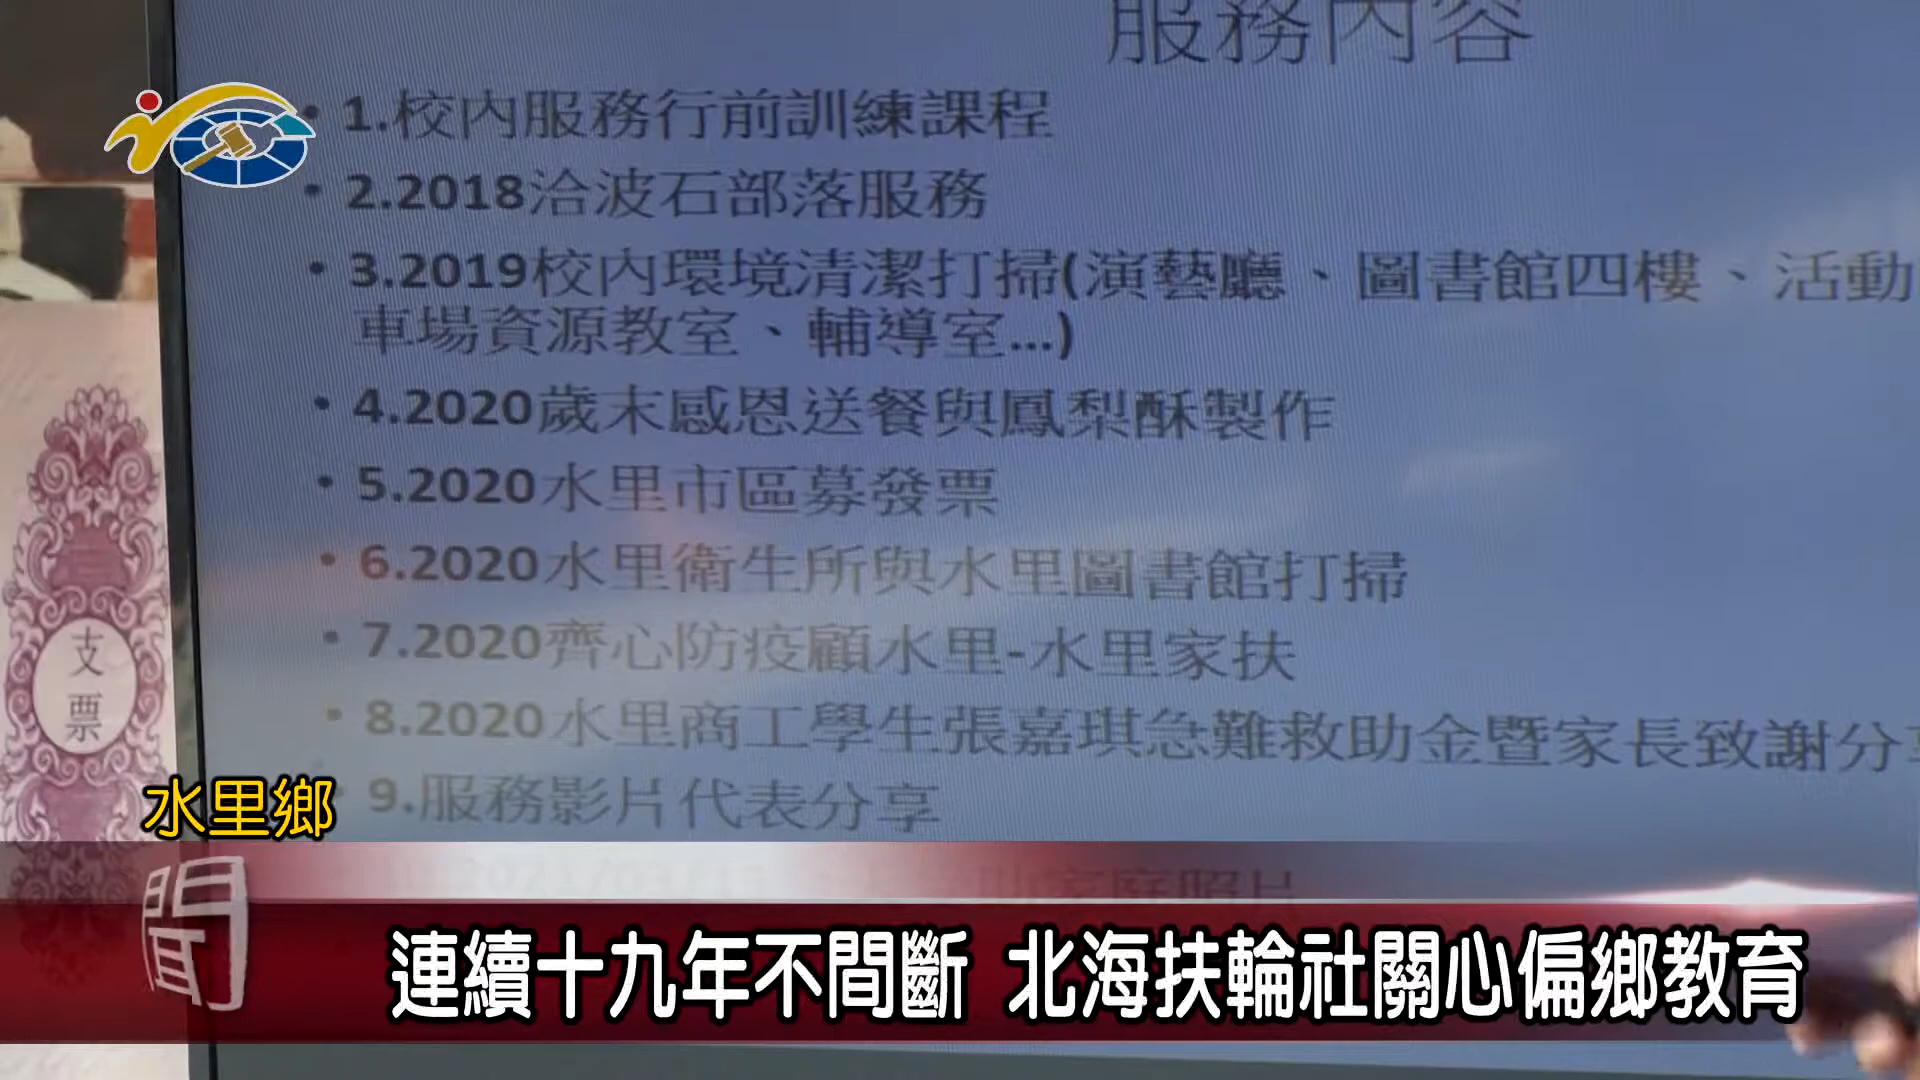 服務內容
1.校內服務行前訓練課程
2.2018洽波石部落服務
3.2019校內環境清潔打掃(演藝廳、圖書館四樓、活動
車場資源教室、輔導室...)
4.2020歲末感恩送餐與鳳梨酥製作
5.2020水里市區募發票
6.2020水里衛生所與水里圖書館打掃
7.2020齊心防疫顧水里-水里家扶
8.2020水里商工學生張嘉琪急難救助金暨家長致謝分享
9.服務影片代表分享
支票
水里鄉
聞
連續十九年不間斷 北海扶輪社關心偏鄉教育